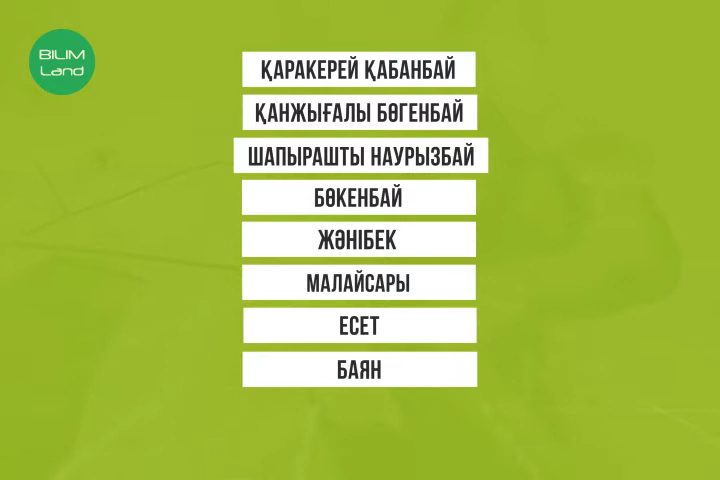 BILIM
Land
ҚАРАКЕРЕЙ ҚАБАНБАЙ
ҚАНЖЫҒАЛЫ БӨГЕНБАЙ
ШАПЫРАШТЫ НАУРЫЗБАЙ
БӨКЕНБАЙ
ЖӘНІБЕК
МАЛАЙСАРЫ
ЕСЕТ
БАЯН